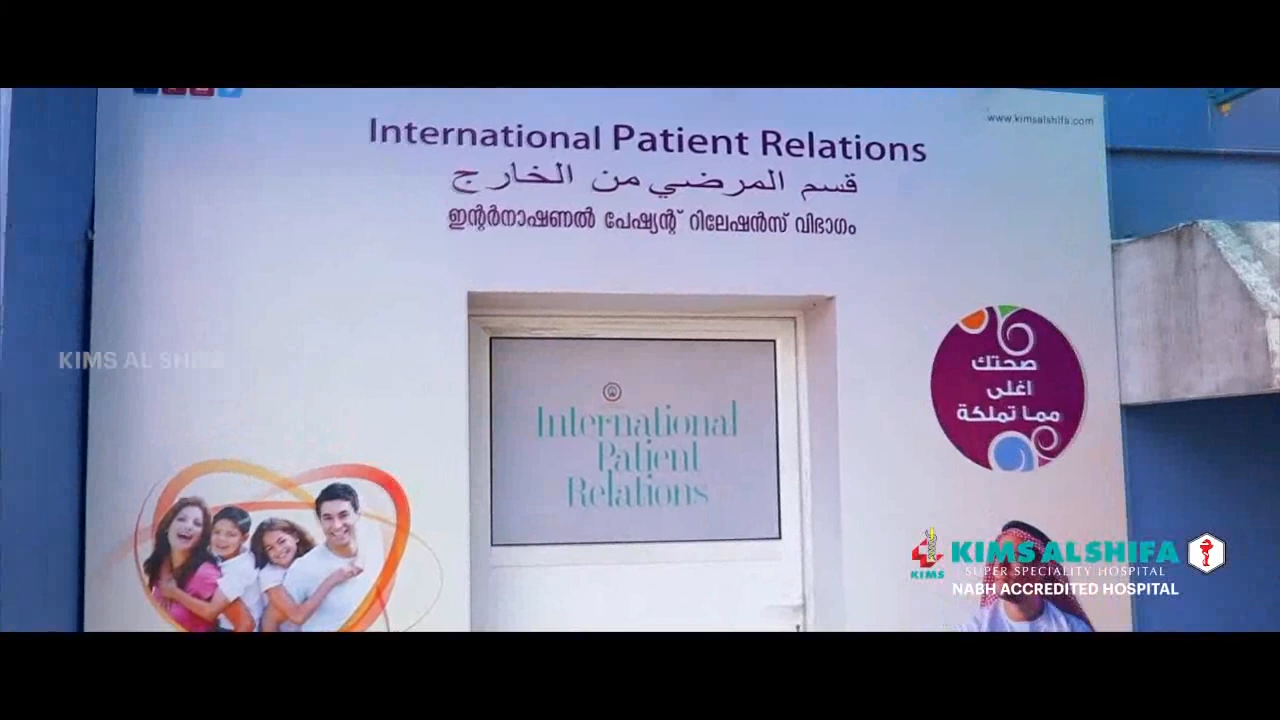 www.kimsalshifa.com
International Patient Relations
قسم المرضي من الخارج
ഇന്റർനാഷണൽ പേഷ്യന്റ് റിലേഷൻസ് വിഭാഗം
KIMS AL SHIFA
International
Patient
Relations
صحتك
اغلى
مما تملكة
KIMS
KIMS ALSHIFA
SUPER SPECIALITY HOSPITAL
NABH ACCREDITED HOSPITAL